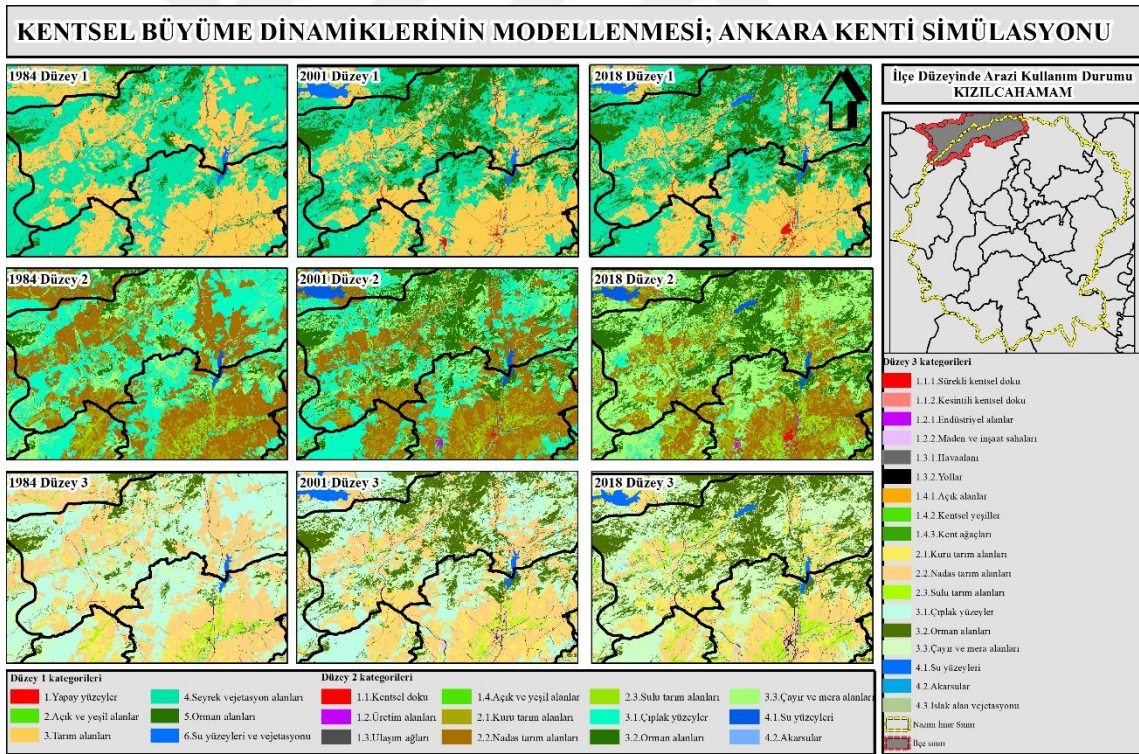 KENTSEL BÜYÜME DİNAMİKLERİNİN MODELLENMESİ; ANKARA KENTİ SİMÜLASYONU
1984 Düzey 1
2001 Düzey 1
2018 Düzey 1
1984 Düzey 2
2001 Düzey 2
2018 Düzey 2
1984 Düzey 3
2001 Düzey 3
2018 Düzey 3
İlçe Düzeyinde Arazi Kullanım Durumu
KIZILCAHAMAM
Düzey 3 kategorileri
1.1.1.Sürekli kentsel doku
1.1.2.Kesintili kentsel doku
1.2.1.Endüstriyel alanlar
1.2.2.Maden ve inşaat sahaları
1.3.1.Havaalanı
1.3.2.Yollar
1.4.1.Açık alanlar
1.4.2.Kentsel yeşiller
1.4.3.Kent ağaçları
2.1.Kuru tarım alanları
2.2.Nadas tarım alanları
2.3.Sulu tarım alanları
3.1.Çıplak yüzeyler
3.2.Orman alanları
3.3.Çayır ve mera alanları
4.1.Su yüzeyleri
4.2.Akarsular
4.3.Islak alan vejetasyonu
Nazım İmar Sınırı
İlçe sınırı
Düzey 1 kategorileri
1.Yapay yüzeyler
2.Açık ve yeşil alanlar
3.Tarım alanları
4.Seyrek vejetasyon alanları
5.Orman alanları
6.Su yüzeyleri ve vejetasyonu
Düzey 2 kategorileri
1.1.Kentsel doku
1.2.Üretim alanları
1.3.Ulaşım ağları
1.4.Açık ve yeşil alanlar
2.1.Kuru tarım alanları
2.2.Nadas tarım alanları
2.3.Sulu tarım alanları
3.1.Çıplak yüzeyler
3.2.Orman alanları
3.3.Çayır ve mera alanları
4.1.Su yüzeyleri
4.2.Akarsular